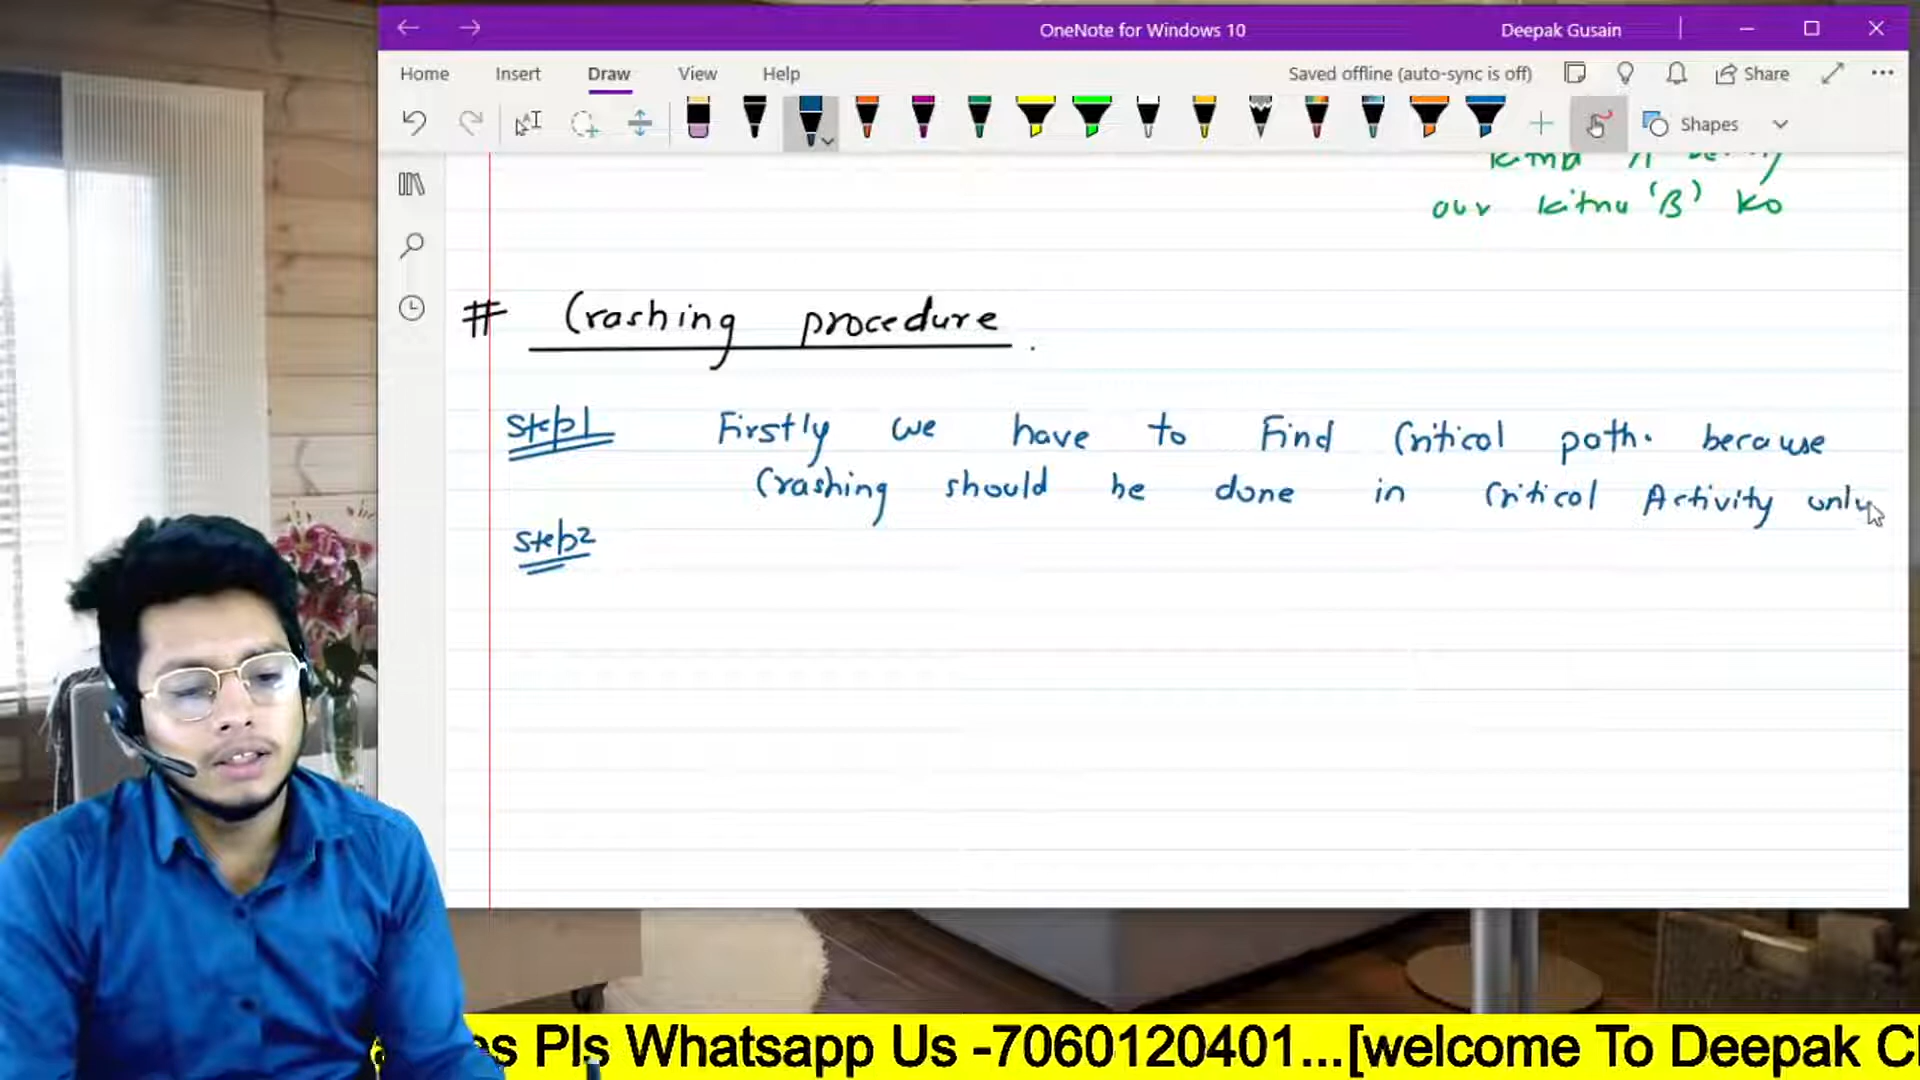 OneNote for Windows 10 Deepak Gusain
Home Insert Draw View Help Saved offline (auto-sync is off) Share
Shapes
our kitnu 'B' ko
# Crashing procedure.
Step1 Firstly we have to Find Critical path. because
Crashing should be done in Critical Activity only
Step2
es Pls Whatsapp Us -7060120401...[welcome To Deepak Cl